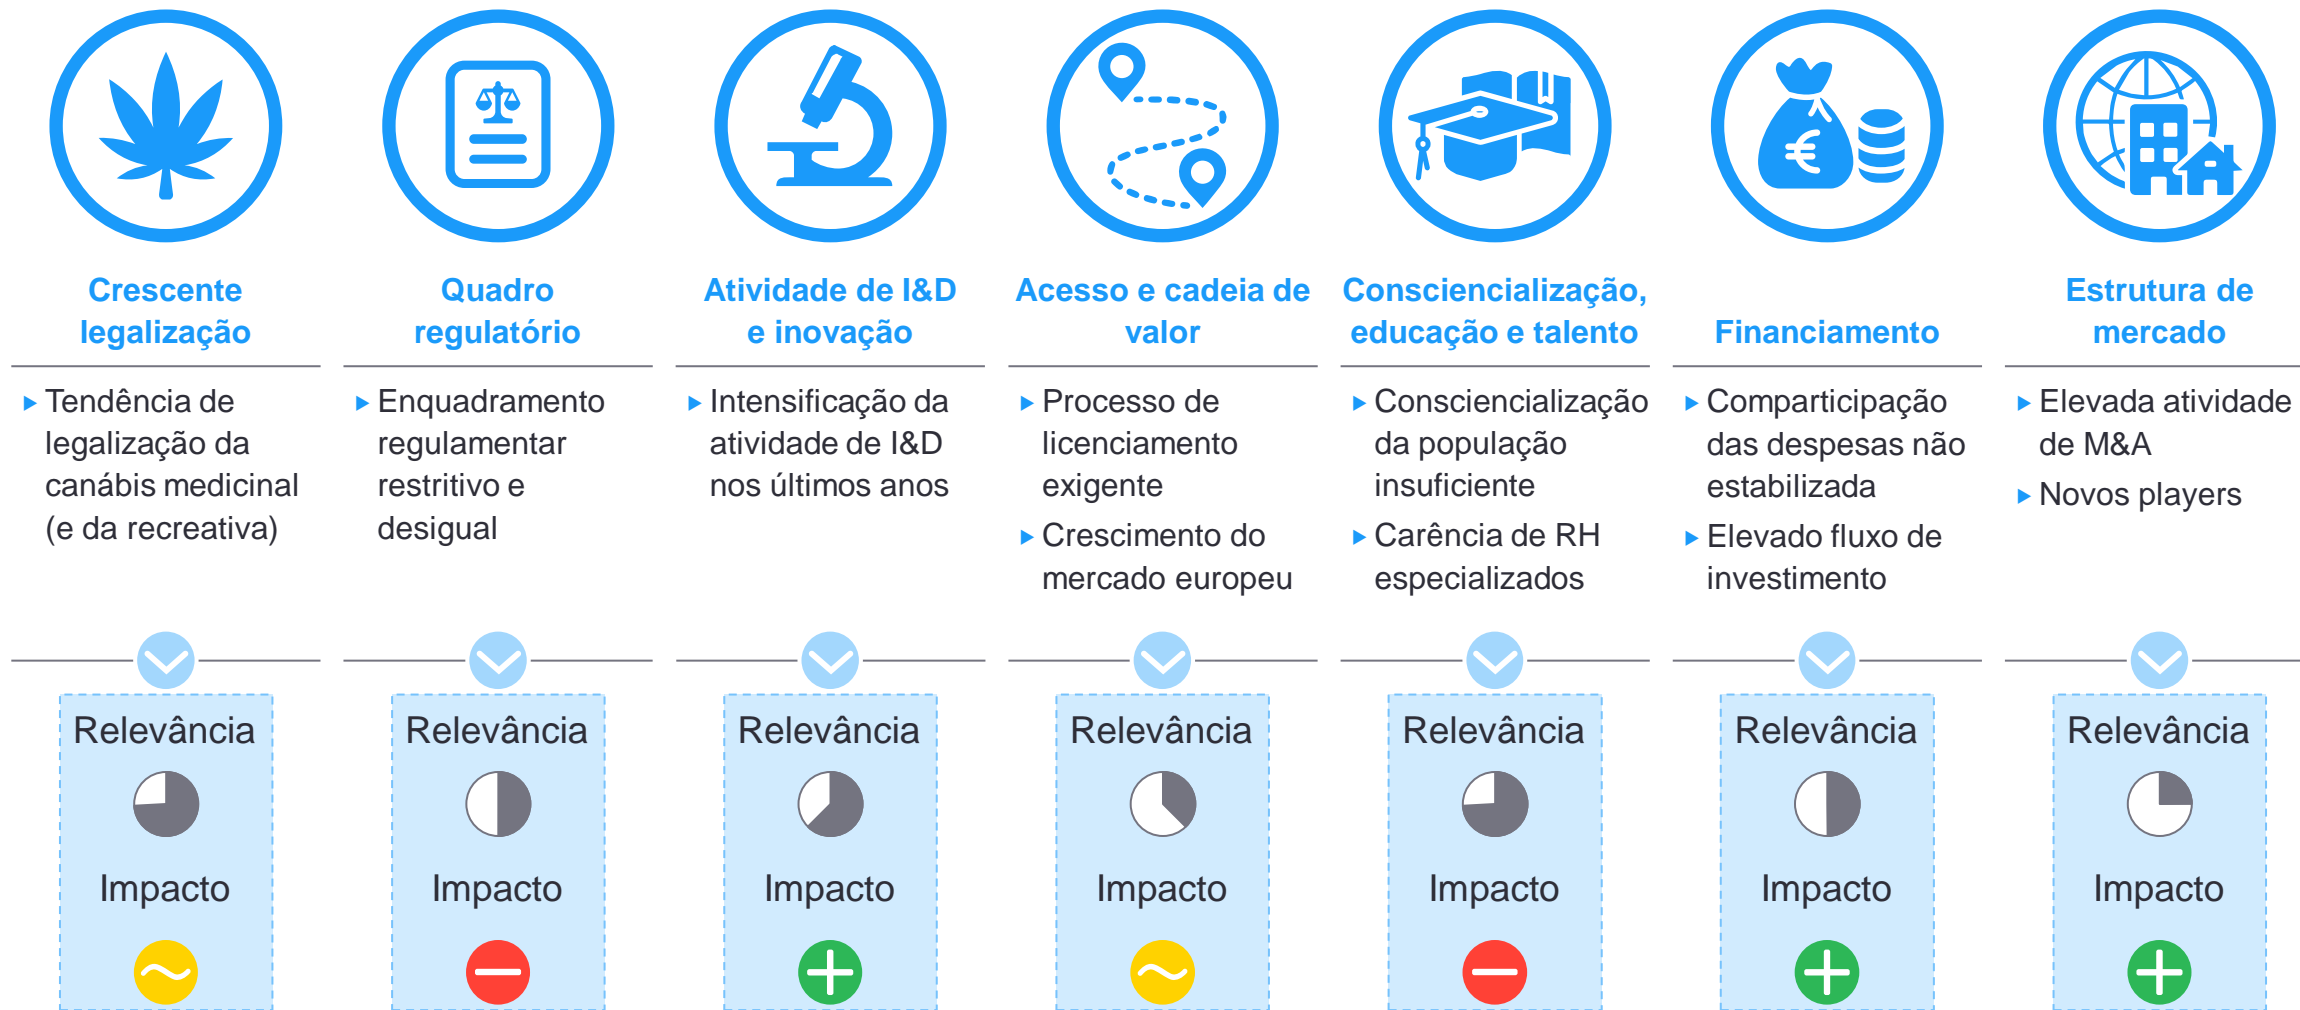 Crescente
legalização
Tendência de
legalização da
canábis medicinal
(e da recreativa)
Relevância
Impacto
Quadro
regulatório
Enquadramento
regulamentar
restritivo e
desigual
Relevância
Impacto
Atividade de I&D
e inovação
Intensificação da
atividade de I&D
nos últimos anos
Relevância
Impacto
Acesso e cadeia de
valor
Processo de
licenciamento
exigente
Crescimento do
mercado europeu
Relevância
Impacto
Consciencialização,
educação e talento
Consciencialização
da população
insuficiente
Carência de RH
especializados
Relevância
Impacto
€
Financiamento
Comparticipação
das despesas não
estabilizada
Elevado fluxo de
investimento
Relevância
Impacto
Estrutura de
mercado
Elevada atividade
de M&A
Novos players
Relevância
Impacto